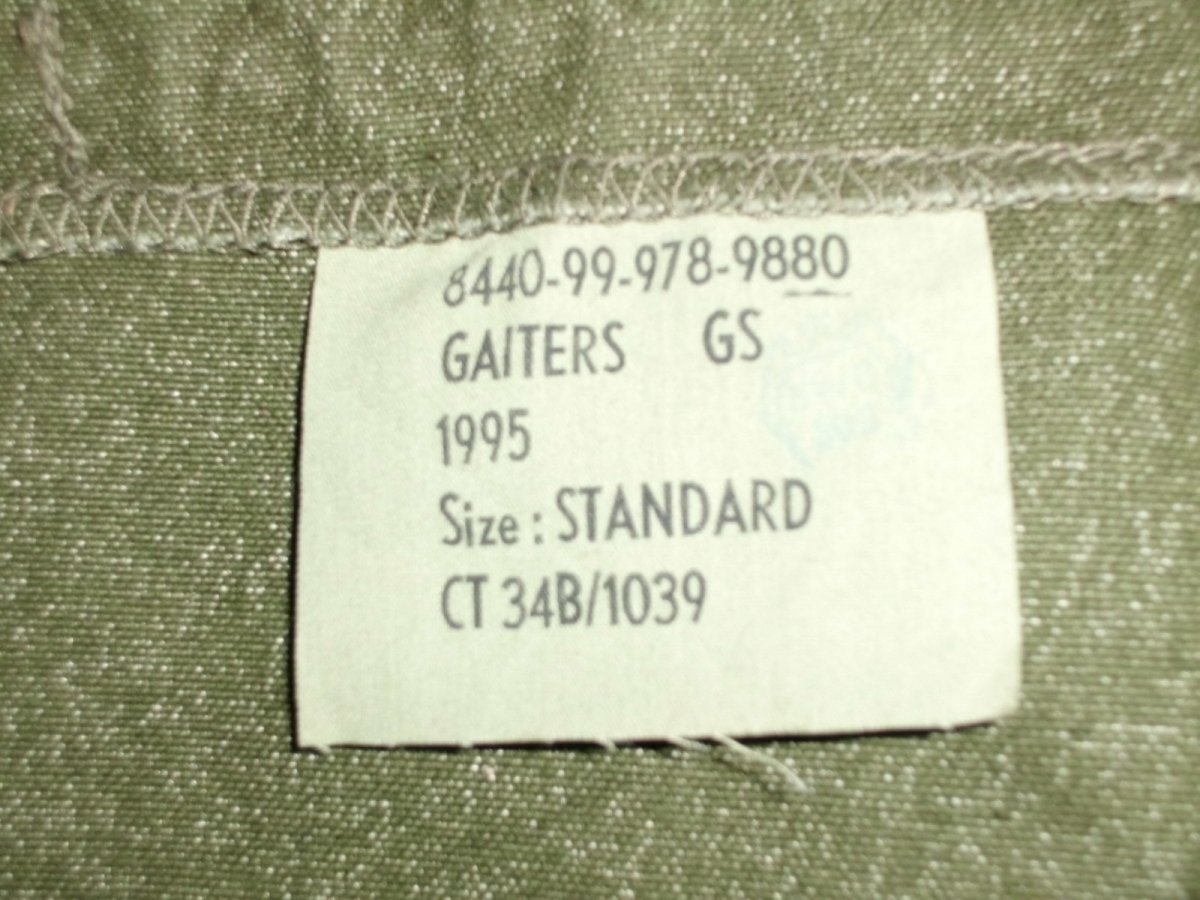 8440-99-978-9880
GAITERS GS
1995
Size : STANDARD
CT 34B/1039